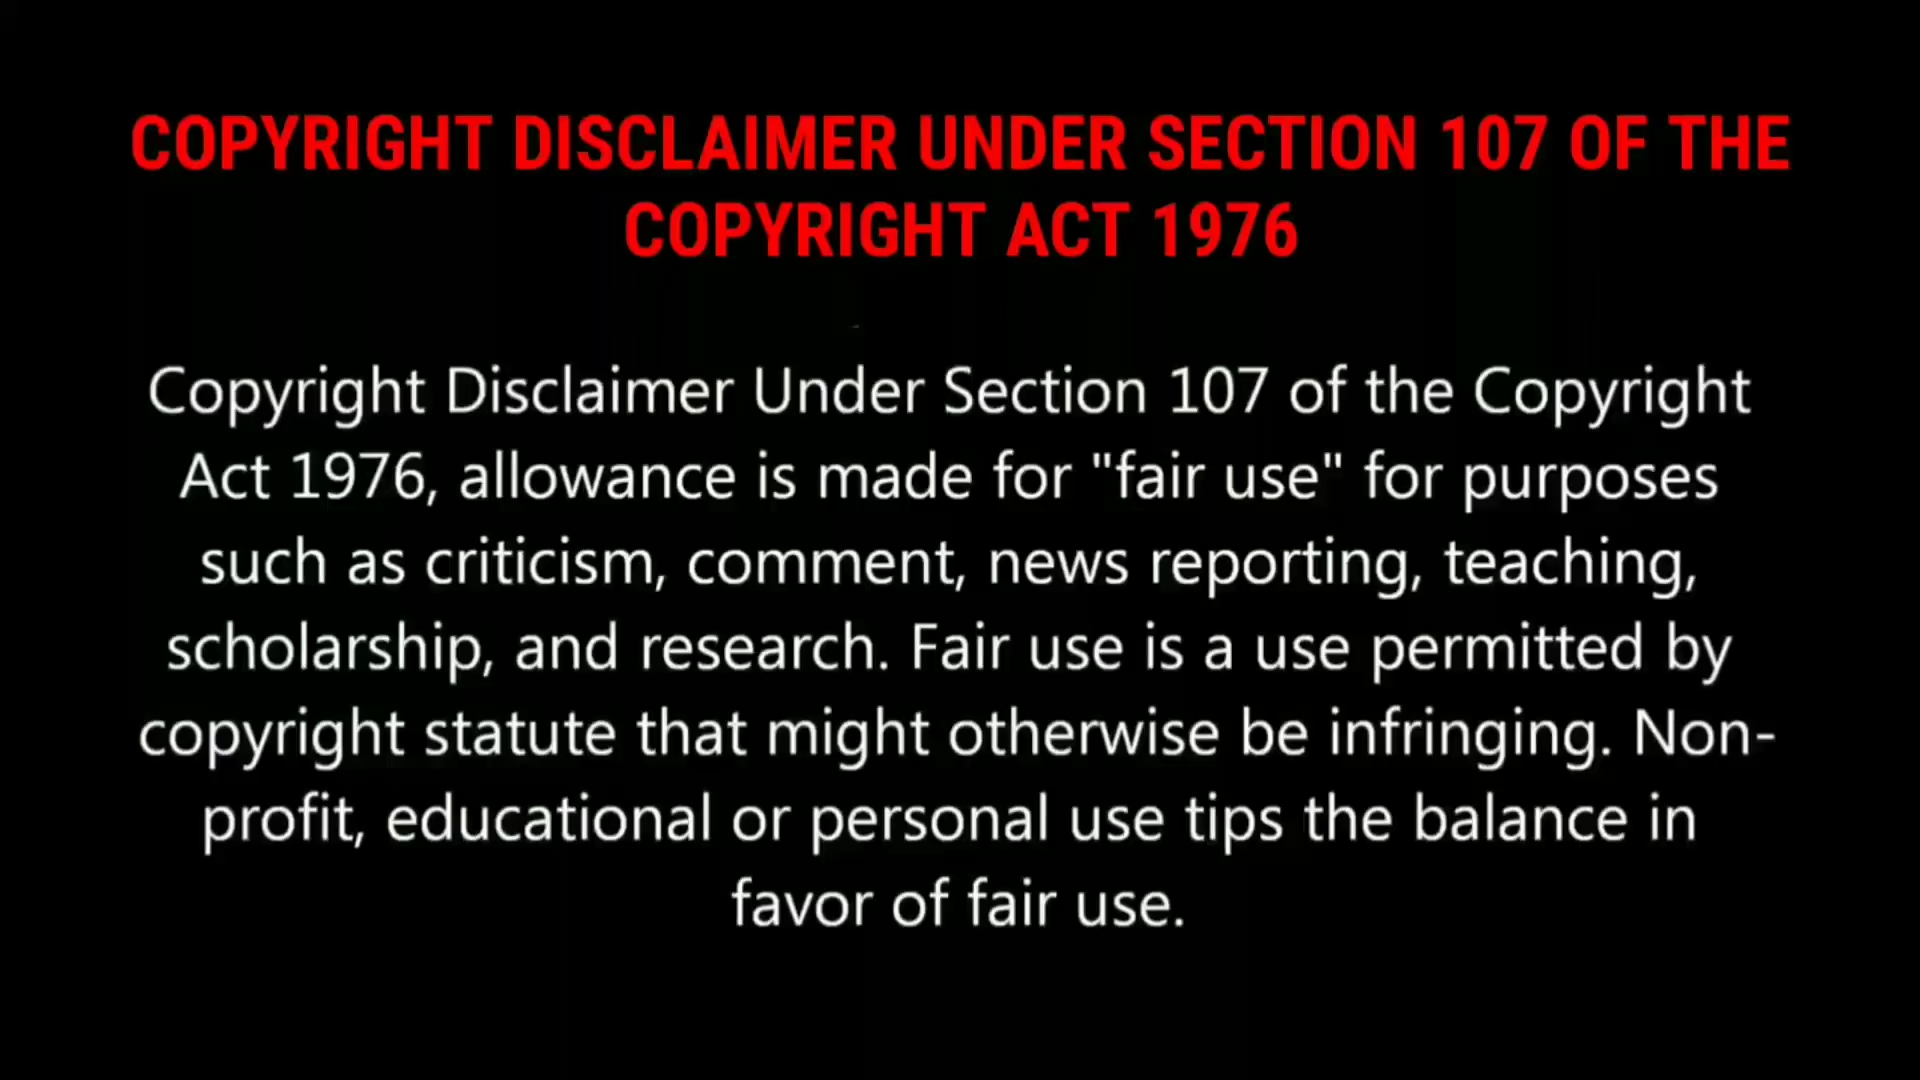 COPYRIGHT DISCLAIMER UNDER SECTION 107 OF THE
COPYRIGHT ACT 1976
Copyright Disclaimer Under Section 107 of the Copyright
Act 1976, allowance is made for "fair use" for purposes
such as criticism, comment, news reporting, teaching,
scholarship, and research. Fair use is a use permitted by
copyright statute that might otherwise be infringing. Non-
profit, educational or personal use tips the balance in
favor of fair use.